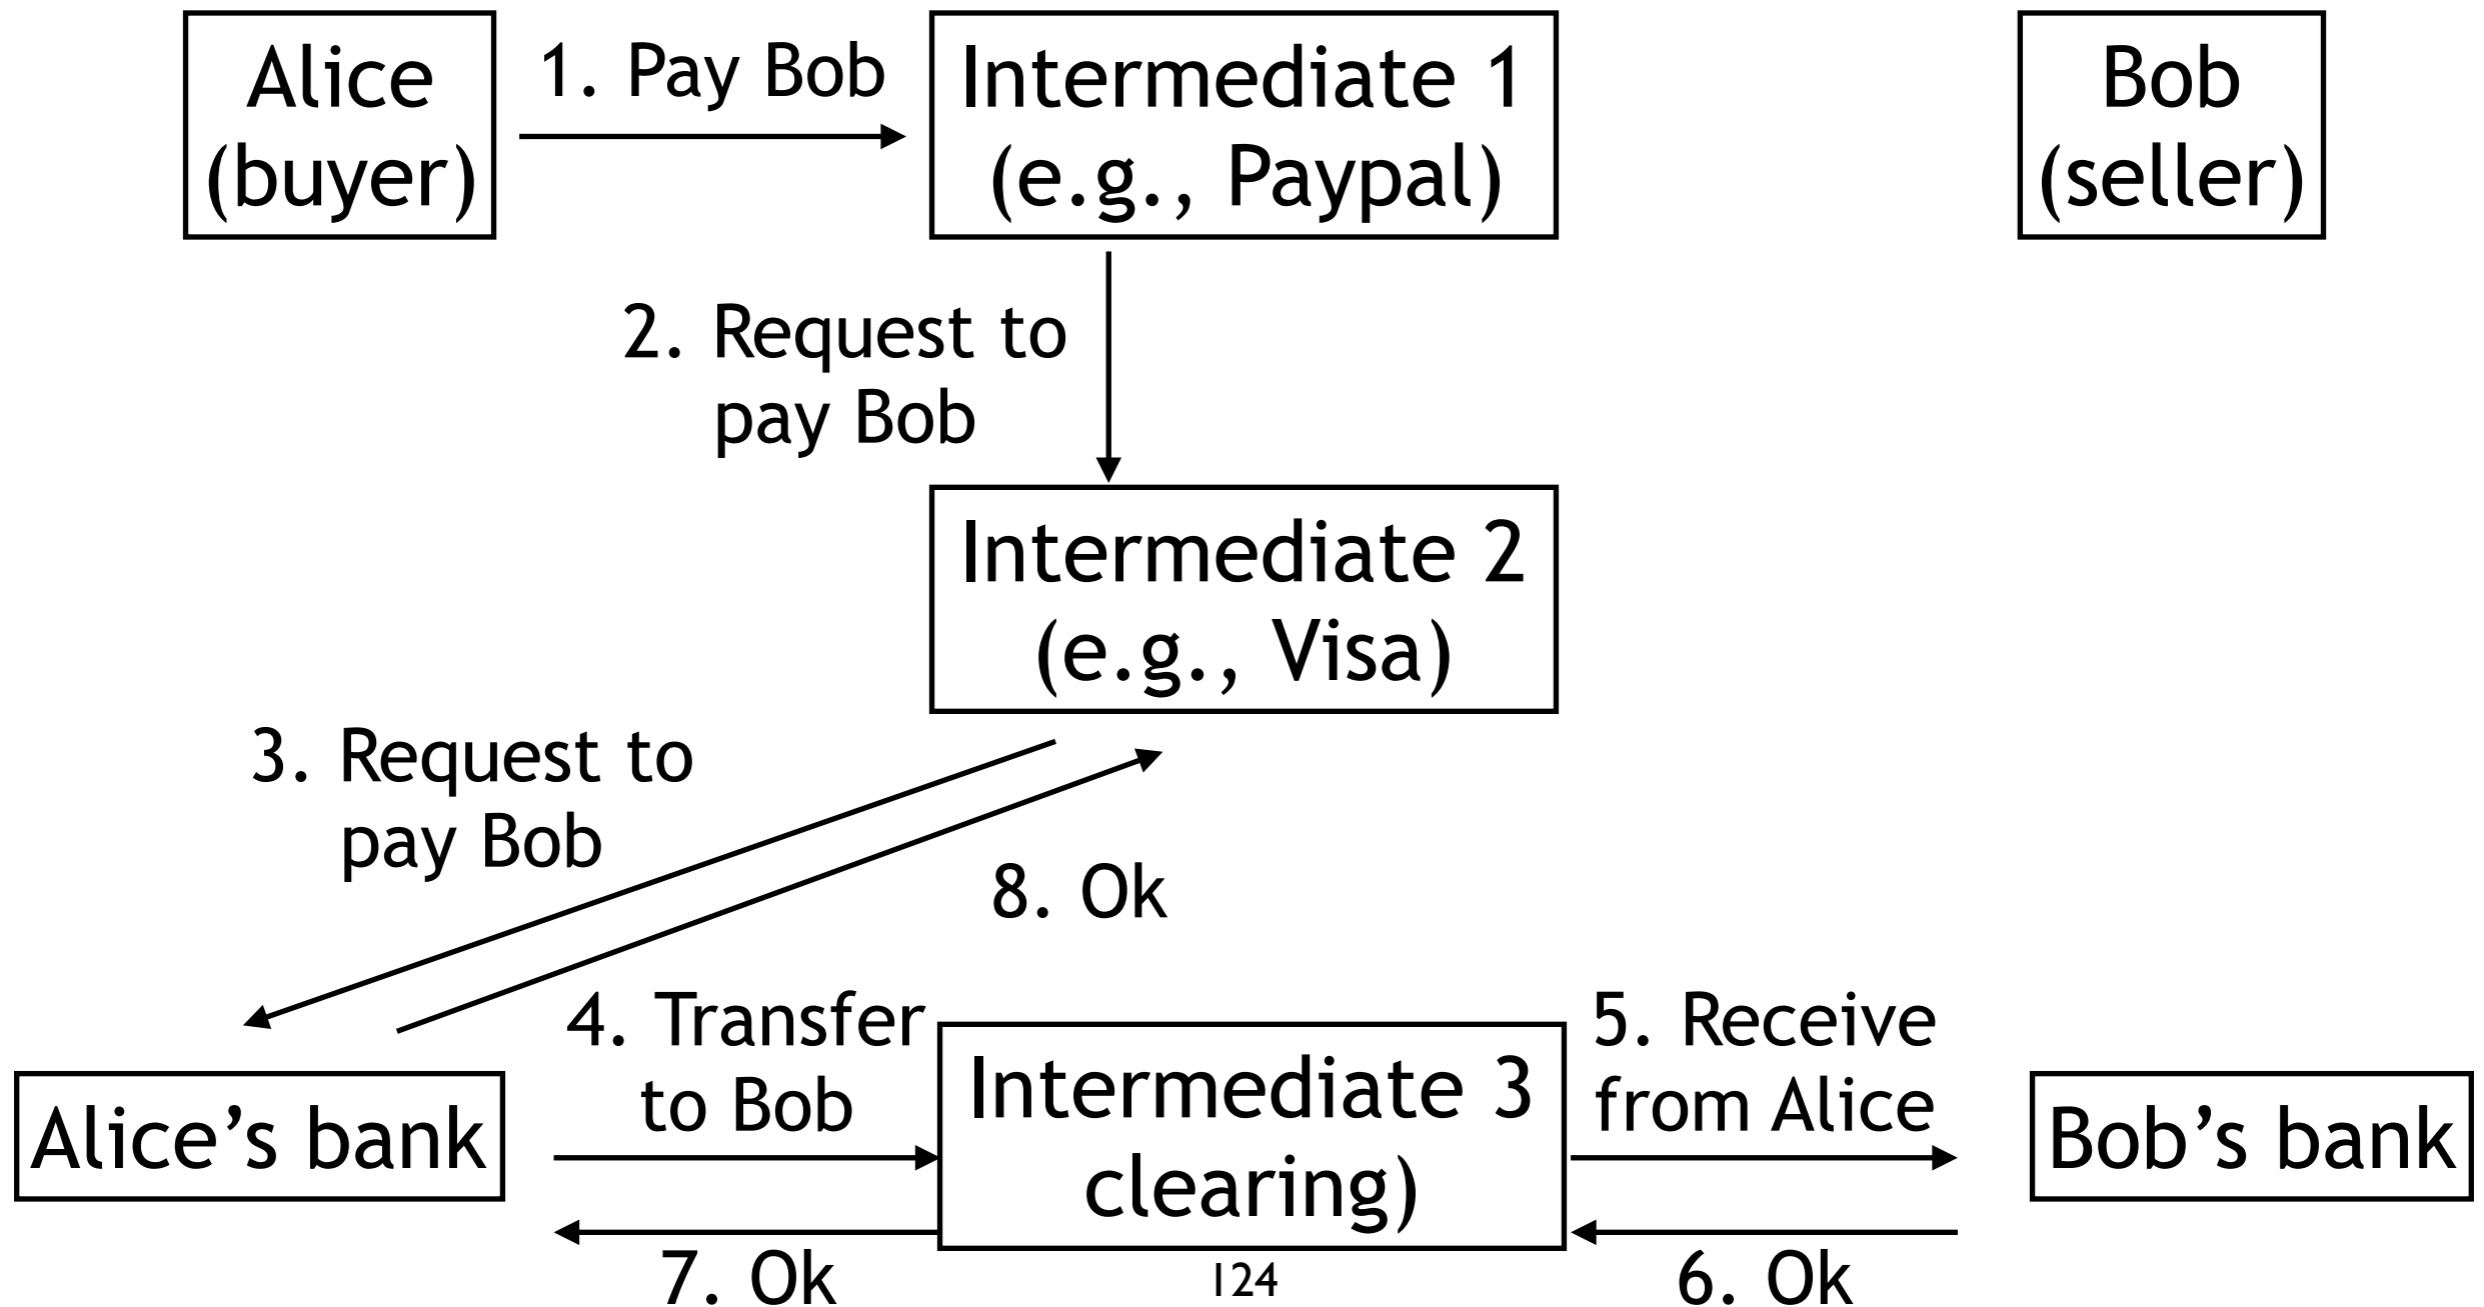 Alice
(buyer)
1. Pay Bob
Intermediate 1
(e.g., Paypal)
Bob
(seller)
2. Request to
pay Bob
Intermediate 2
(e.g., Visa)
3. Request to
pay Bob
8. Ok
Alice’s bank
4. Transfer
to Bob
Intermediate 3
clearing)
5. Receive
from Alice
Bob’s bank
7. Ok
124
6. Ok